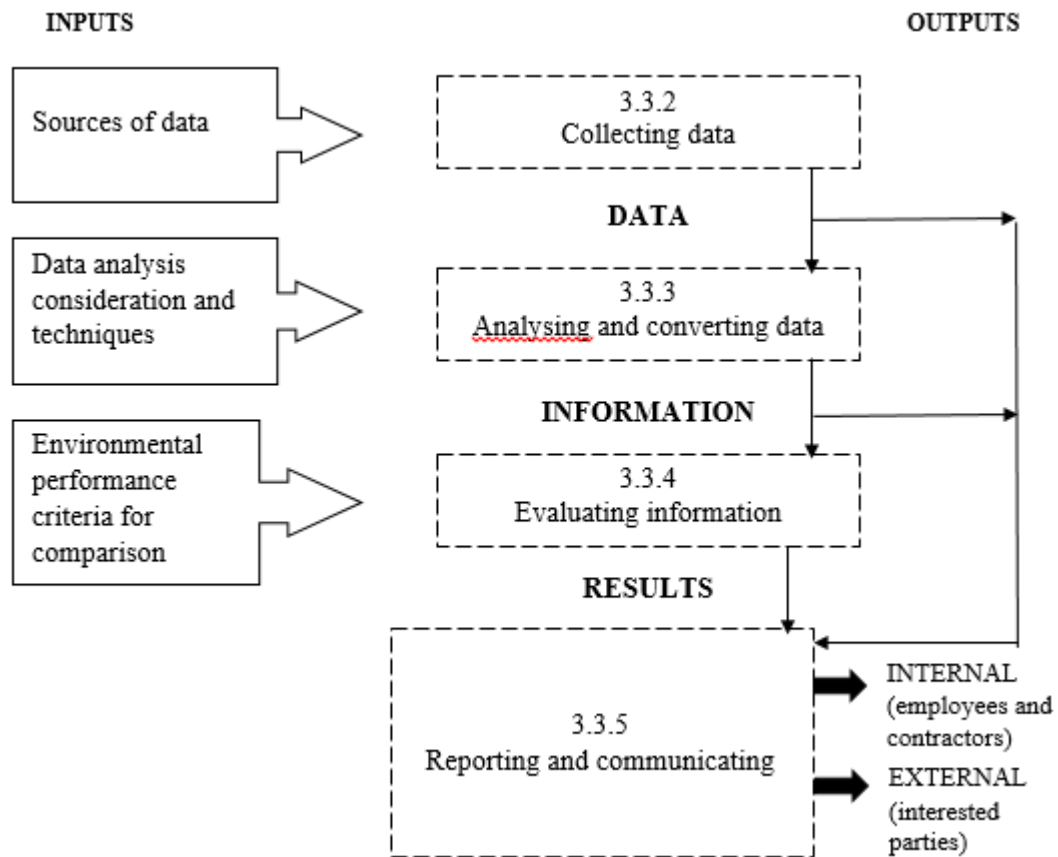 INPUTS
OUTPUTS
Sources of data
3.3.2
Collecting data
DATA
Data analysis
consideration and
techniques
3.3.3
Analysing and converting data
INFORMATION
Environmental
performance
criteria for
comparison
3.3.4
Evaluating information
RESULTS
3.3.5
Reporting and communicating
INTERNAL
(employees and
contractors)
EXTERNAL
(interested
parties)